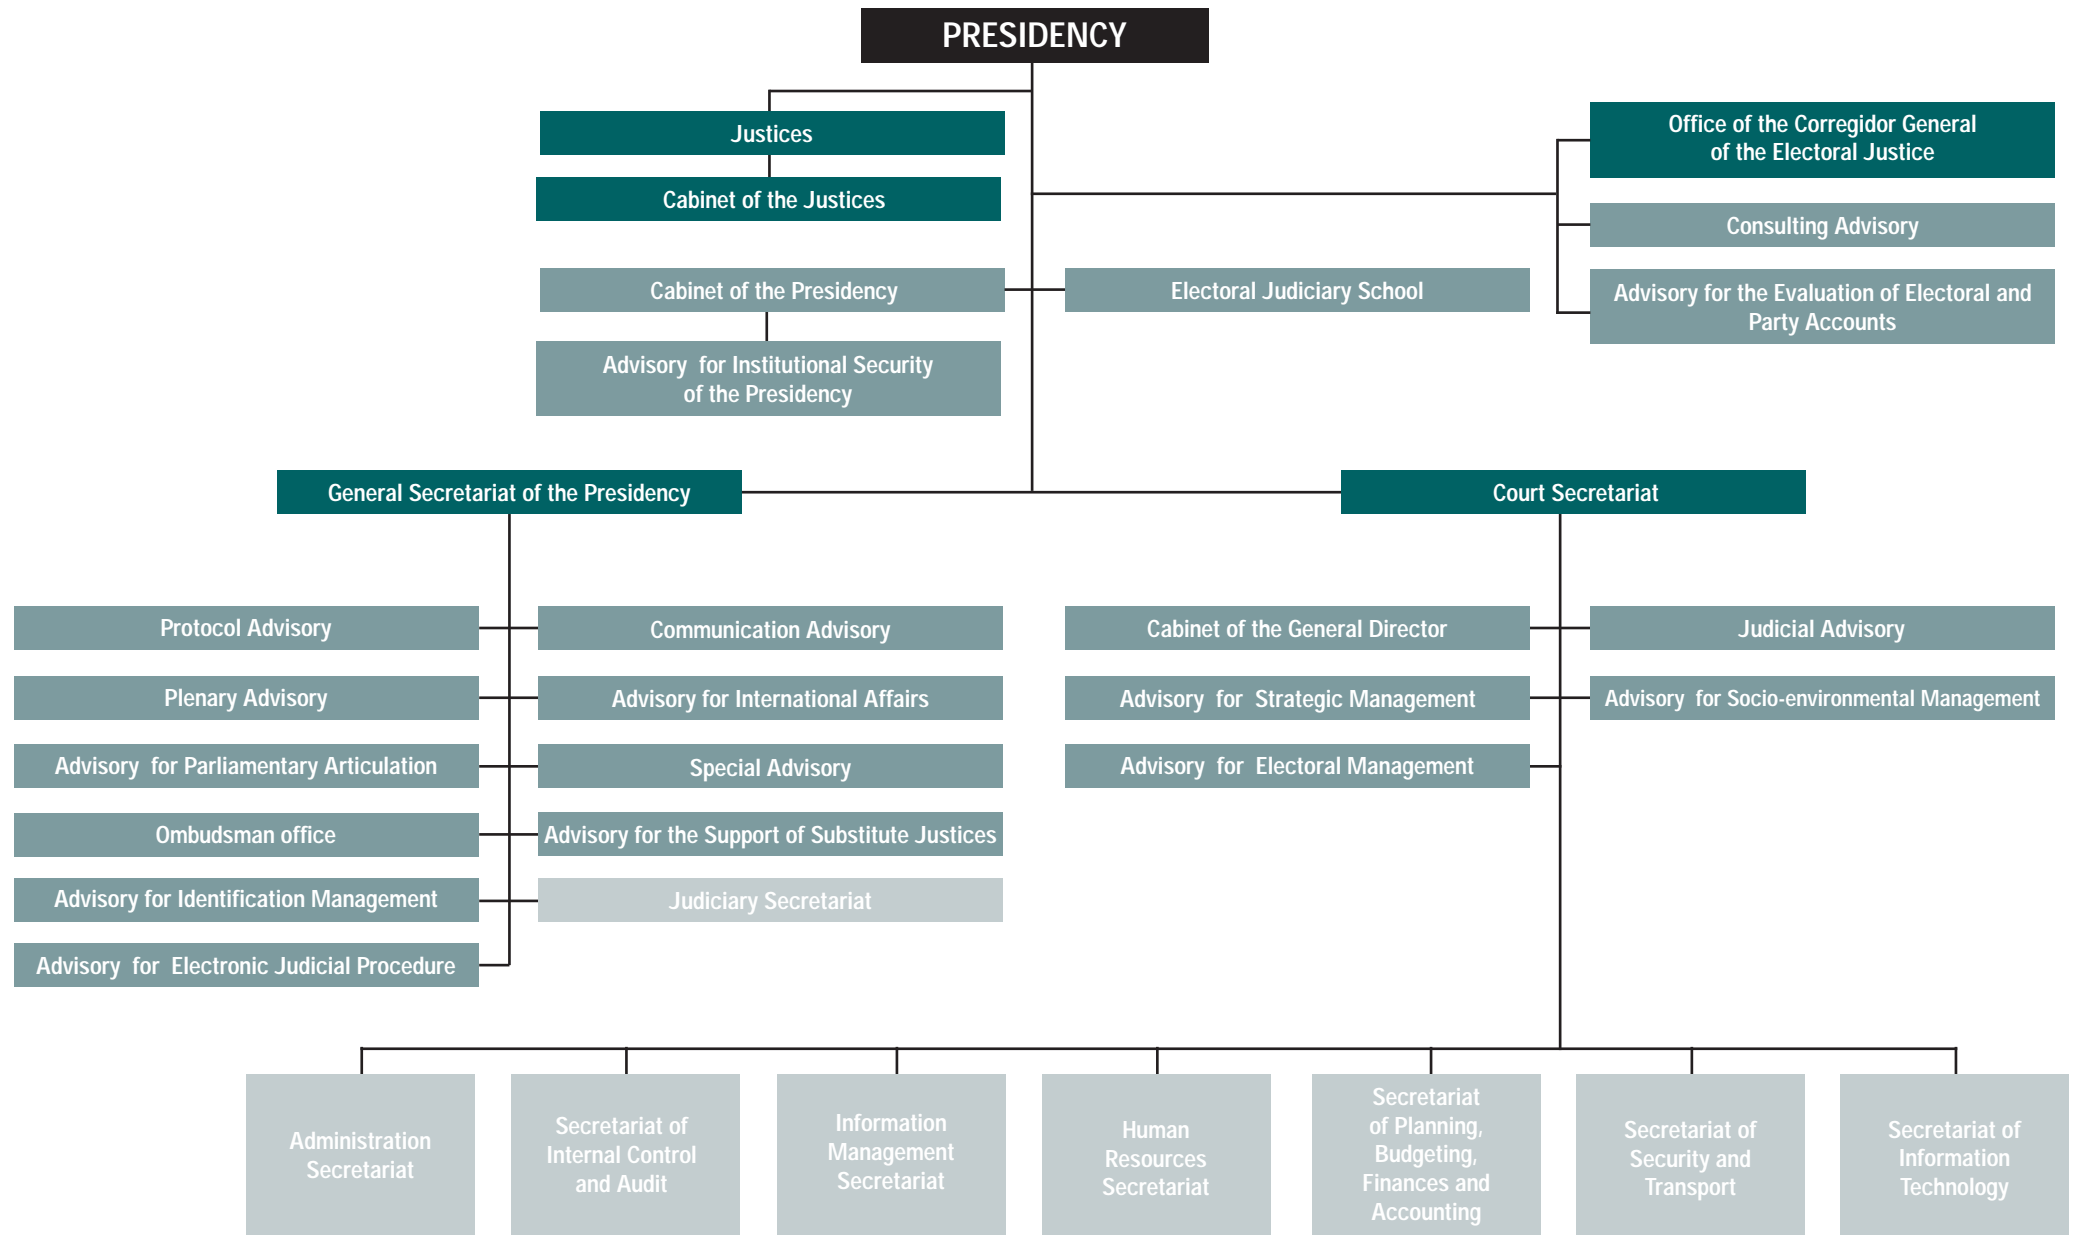 PRESIDENCY
Justices
Cabinet of the Justices
Office of the Corregidor General
of the Electoral Justice
Consulting Advisory
Advisory for the Evaluation of Electoral and
Party Accounts
Cabinet of the Presidency
Electoral Judiciary School
Advisory for Institutional Security
of the Presidency
General Secretariat of the Presidency
Court Secretariat
Protocol Advisory
Communication Advisory
Plenary Advisory
Advisory for International Affairs
Advisory for Parliamentary Articulation
Special Advisory
Ombudsman office
Advisory for the Support of Substitute Justices
Advisory for Identification Management
Judiciary Secretariat
Advisory for Electronic Judicial Procedure
Cabinet of the General Director
Judicial Advisory
Advisory for Strategic Management
Advisory for Socio-environmental Management
Advisory for Electoral Management
Administration
Secretariat
Secretariat of
Internal Control
and Audit
Information
Management
Secretariat
Human
Resources
Secretariat
Secretariat
of Planning,
Budgeting,
Finances and
Accounting
Secretariat of
Security and
Transport
Secretariat of
Information
Technology